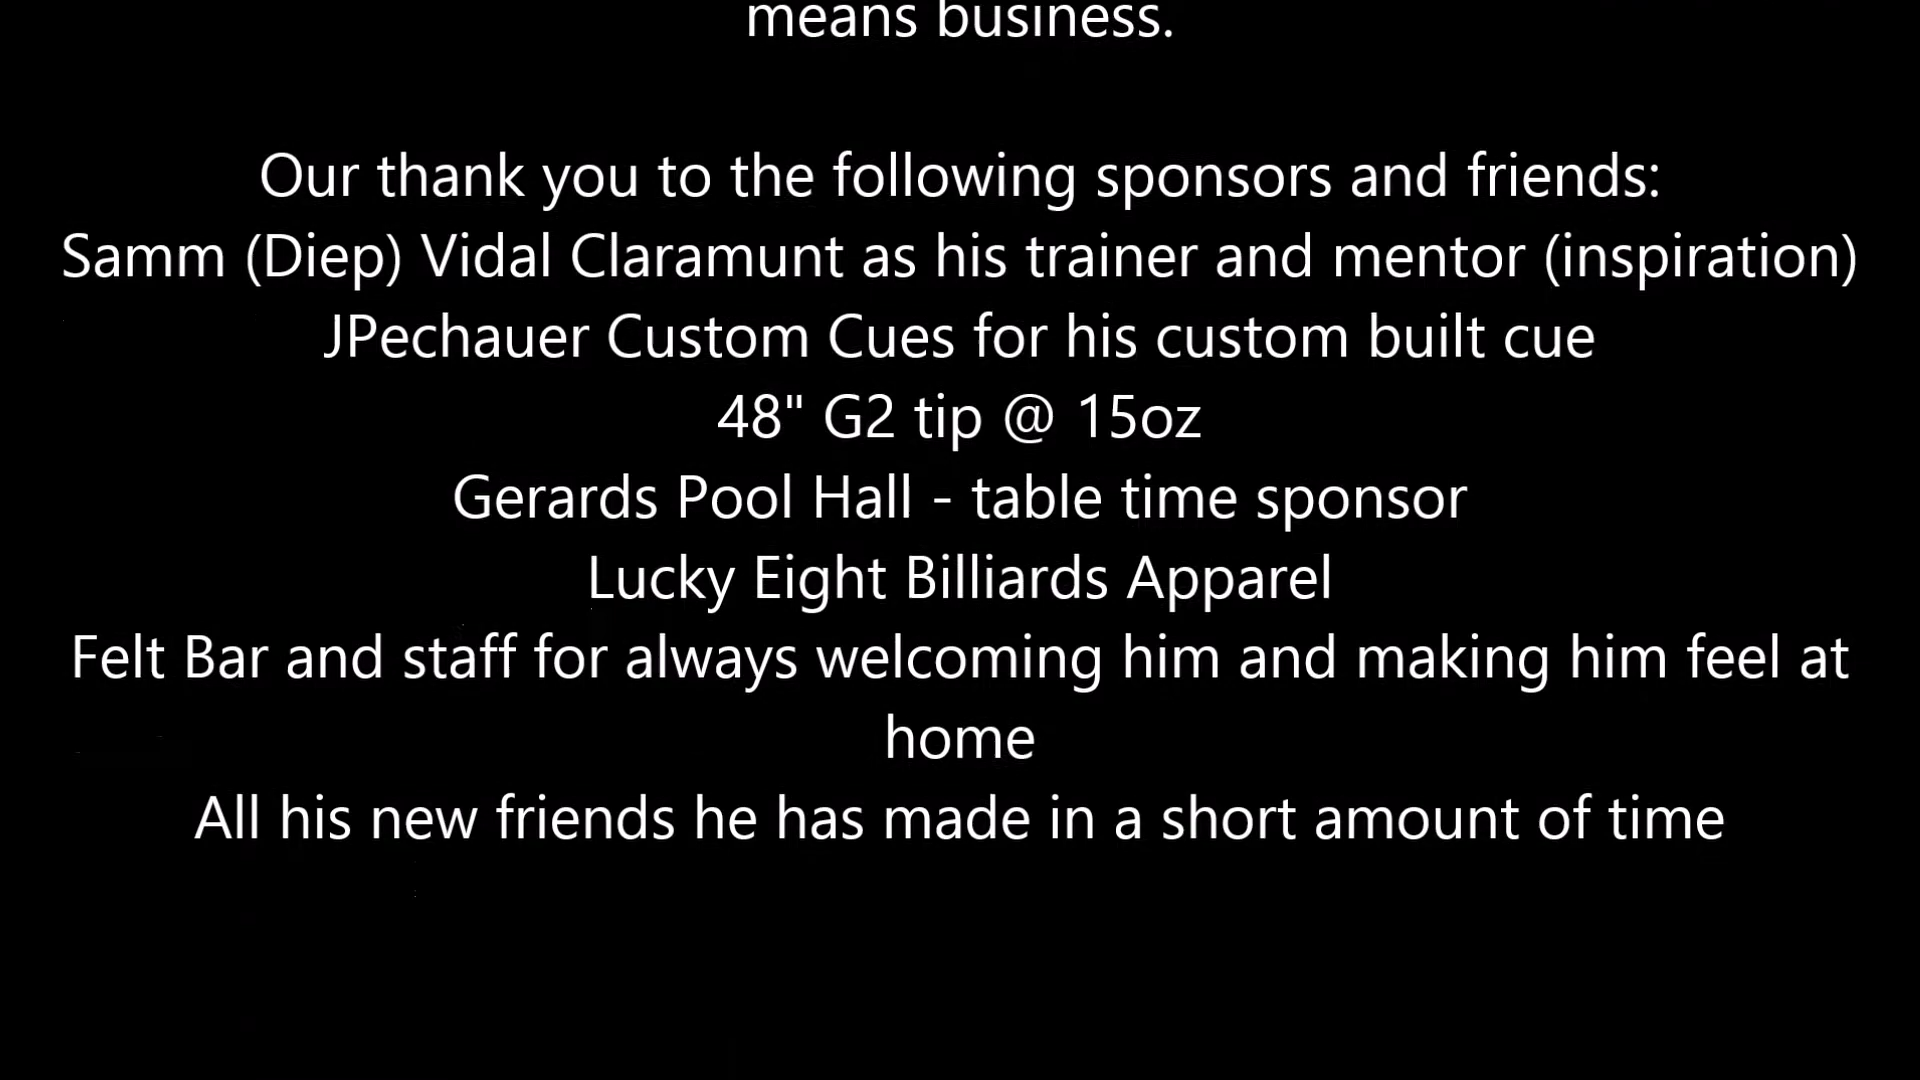 means business.
Our thank you to the following sponsors and friends:
Samm (Diep) Vidal Claramunt as his trainer and mentor (inspiration)
JPechauer Custom Cues for his custom built cue
48" G2 tip @ 15oz
Gerards Pool Hall - table time sponsor
Lucky Eight Billiards Apparel
Felt Bar and staff for always welcoming him and making him feel at
home
All his new friends he has made in a short amount of time